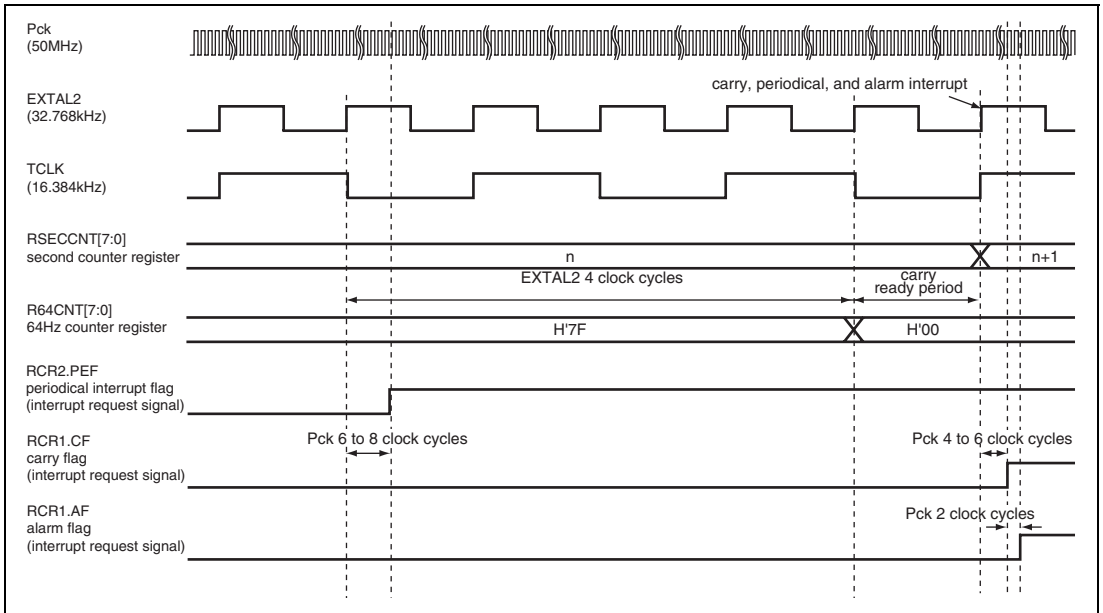 Pck
(50MHz)
EXTAL2
(32.768kHz)
carry, periodical, and alarm interrupt
TCLK
(16.384kHz)
RSECCNT[7:0]
second counter register
n
n+1
EXTAL2 4 clock cycles
carry
ready period
R64CNT[7:0]
64Hz counter register
H'7F
H'00
RCR2.PEF
periodical interrupt flag
(interrupt request signal)
Pck 6 to 8 clock cycles
Pck 4 to 6 clock cycles
RCR1.CF
carry flag
(interrupt request signal)
Pck 2 clock cycles
RCR1.AF
alarm flag
(interrupt request signal)